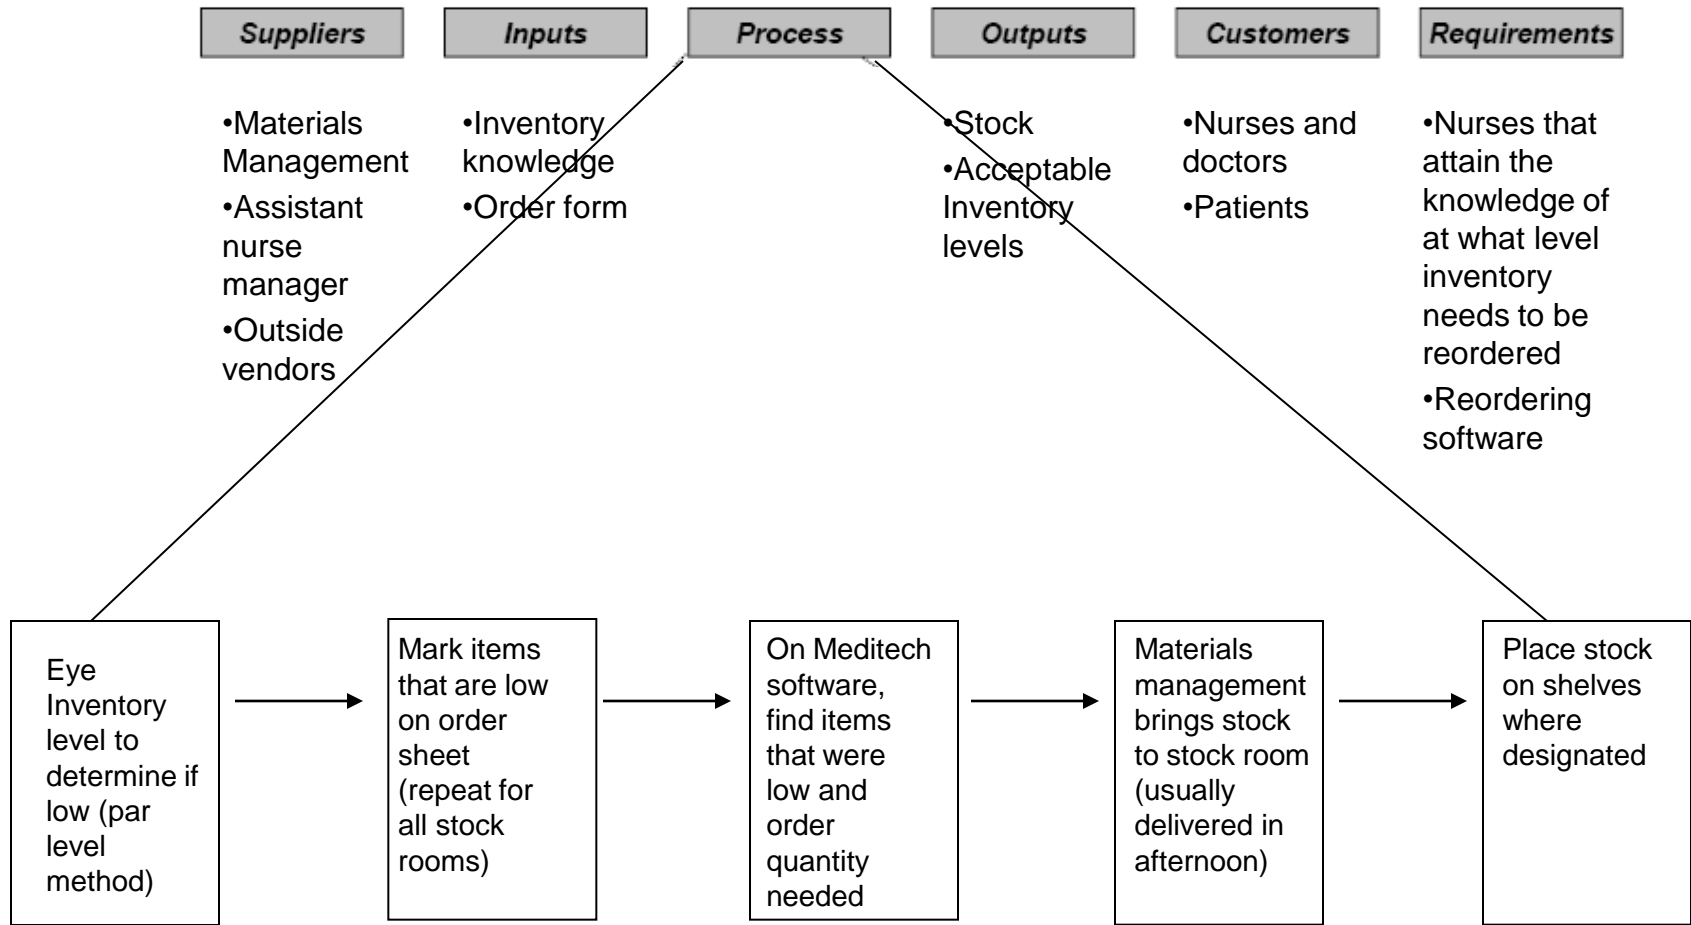 Suppliers
Inputs
Process
Outputs
Customers
Requirements
•Materials
Management
•Assistant
nurse
manager
•Outside
vendors
•Inventory
knowledge
•Order form
•Stock
•Acceptable
Inventory
levels
•Nurses and
doctors
•Patients
•Nurses that
attain the
knowledge of
at what level
inventory
needs to be
reordered
•Reordering
software
Eye
Inventory
level to
determine if
low (par
level
method)
Mark items
that are low
on order
sheet
(repeat for
all stock
rooms)
On Meditech
software,
find items
that were
low and
order
quantity
needed
Materials
management
brings stock
to stock room
(usually
delivered in
afternoon)
Place stock
on shelves
where
designated